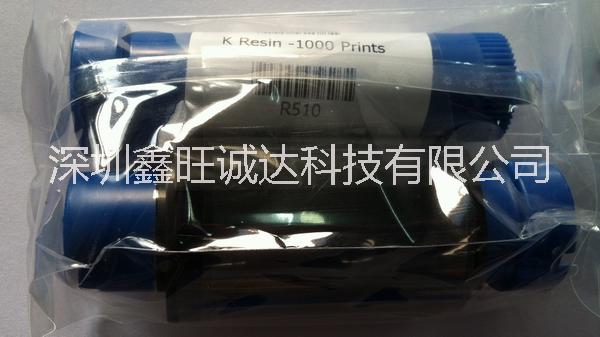 K Resin -1000 Prints
R510
深圳鑫旺诚达科技有限公司